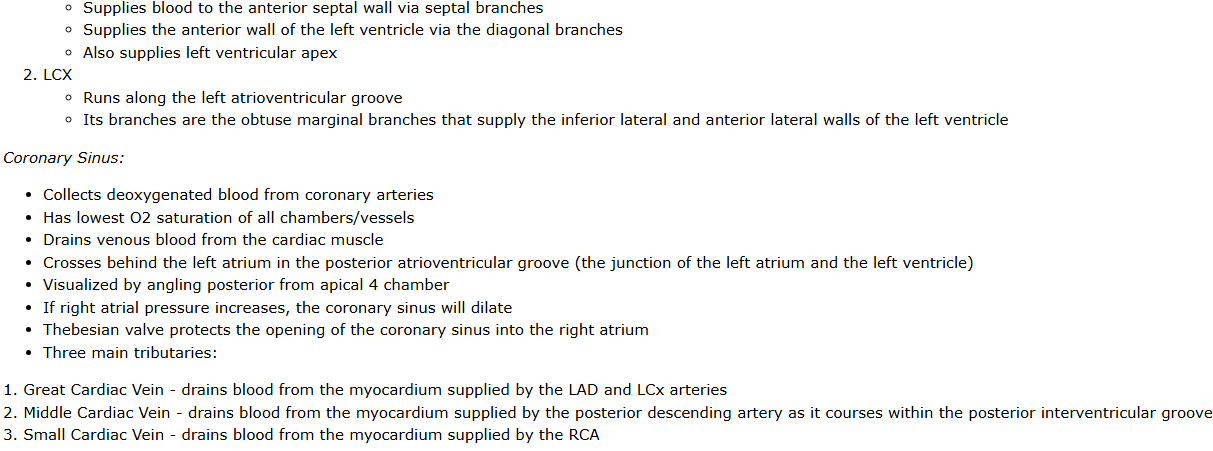 ◦ Supplies blood to the anterior septal wall via septal branches
◦ Supplies the anterior wall of the left ventricle via the diagonal branches
◦ Also supplies left ventricular apex
2. LCX
◦ Runs along the left atrioventricular groove
◦ Its branches are the obtuse marginal branches that supply the inferior lateral and anterior lateral walls of the left ventricle
Coronary Sinus:
• Collects deoxygenated blood from coronary arteries
• Has lowest O2 saturation of all chambers/vessels
• Drains venous blood from the cardiac muscle
• Crosses behind the left atrium in the posterior atrioventricular groove (the junction of the left atrium and the left ventricle)
• Visualized by angling posterior from apical 4 chamber
• If right atrial pressure increases, the coronary sinus will dilate
• Thebesian valve protects the opening of the coronary sinus into the right atrium
• Three main tributaries:
1. Great Cardiac Vein - drains blood from the myocardium supplied by the LAD and LCx arteries
2. Middle Cardiac Vein - drains blood from the myocardium supplied by the posterior descending artery as it courses within the posterior interventricular groove
3. Small Cardiac Vein - drains blood from the myocardium supplied by the RCA